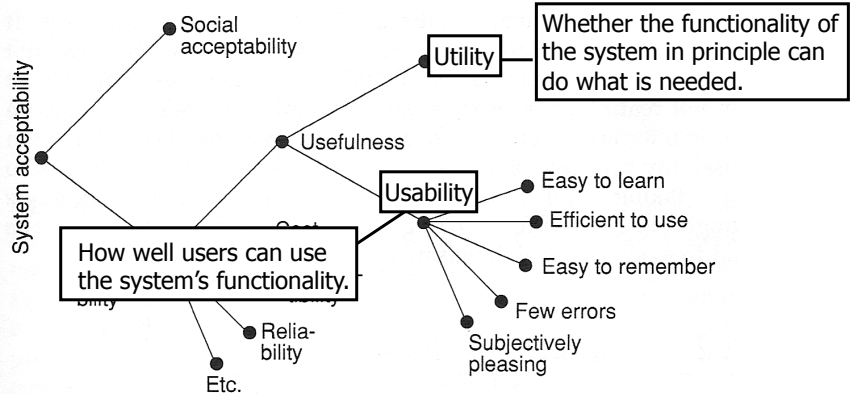 System acceptability
Social
acceptability
Utility
Whether the functionality of
the system in principle can
do what is needed.
Usefulness
Usability
Easy to learn
Efficient to use
Easy to remember
Few errors
Subjectively
pleasing
How well users can use
the system's functionality.
bility
Relia-
bility
Etc.